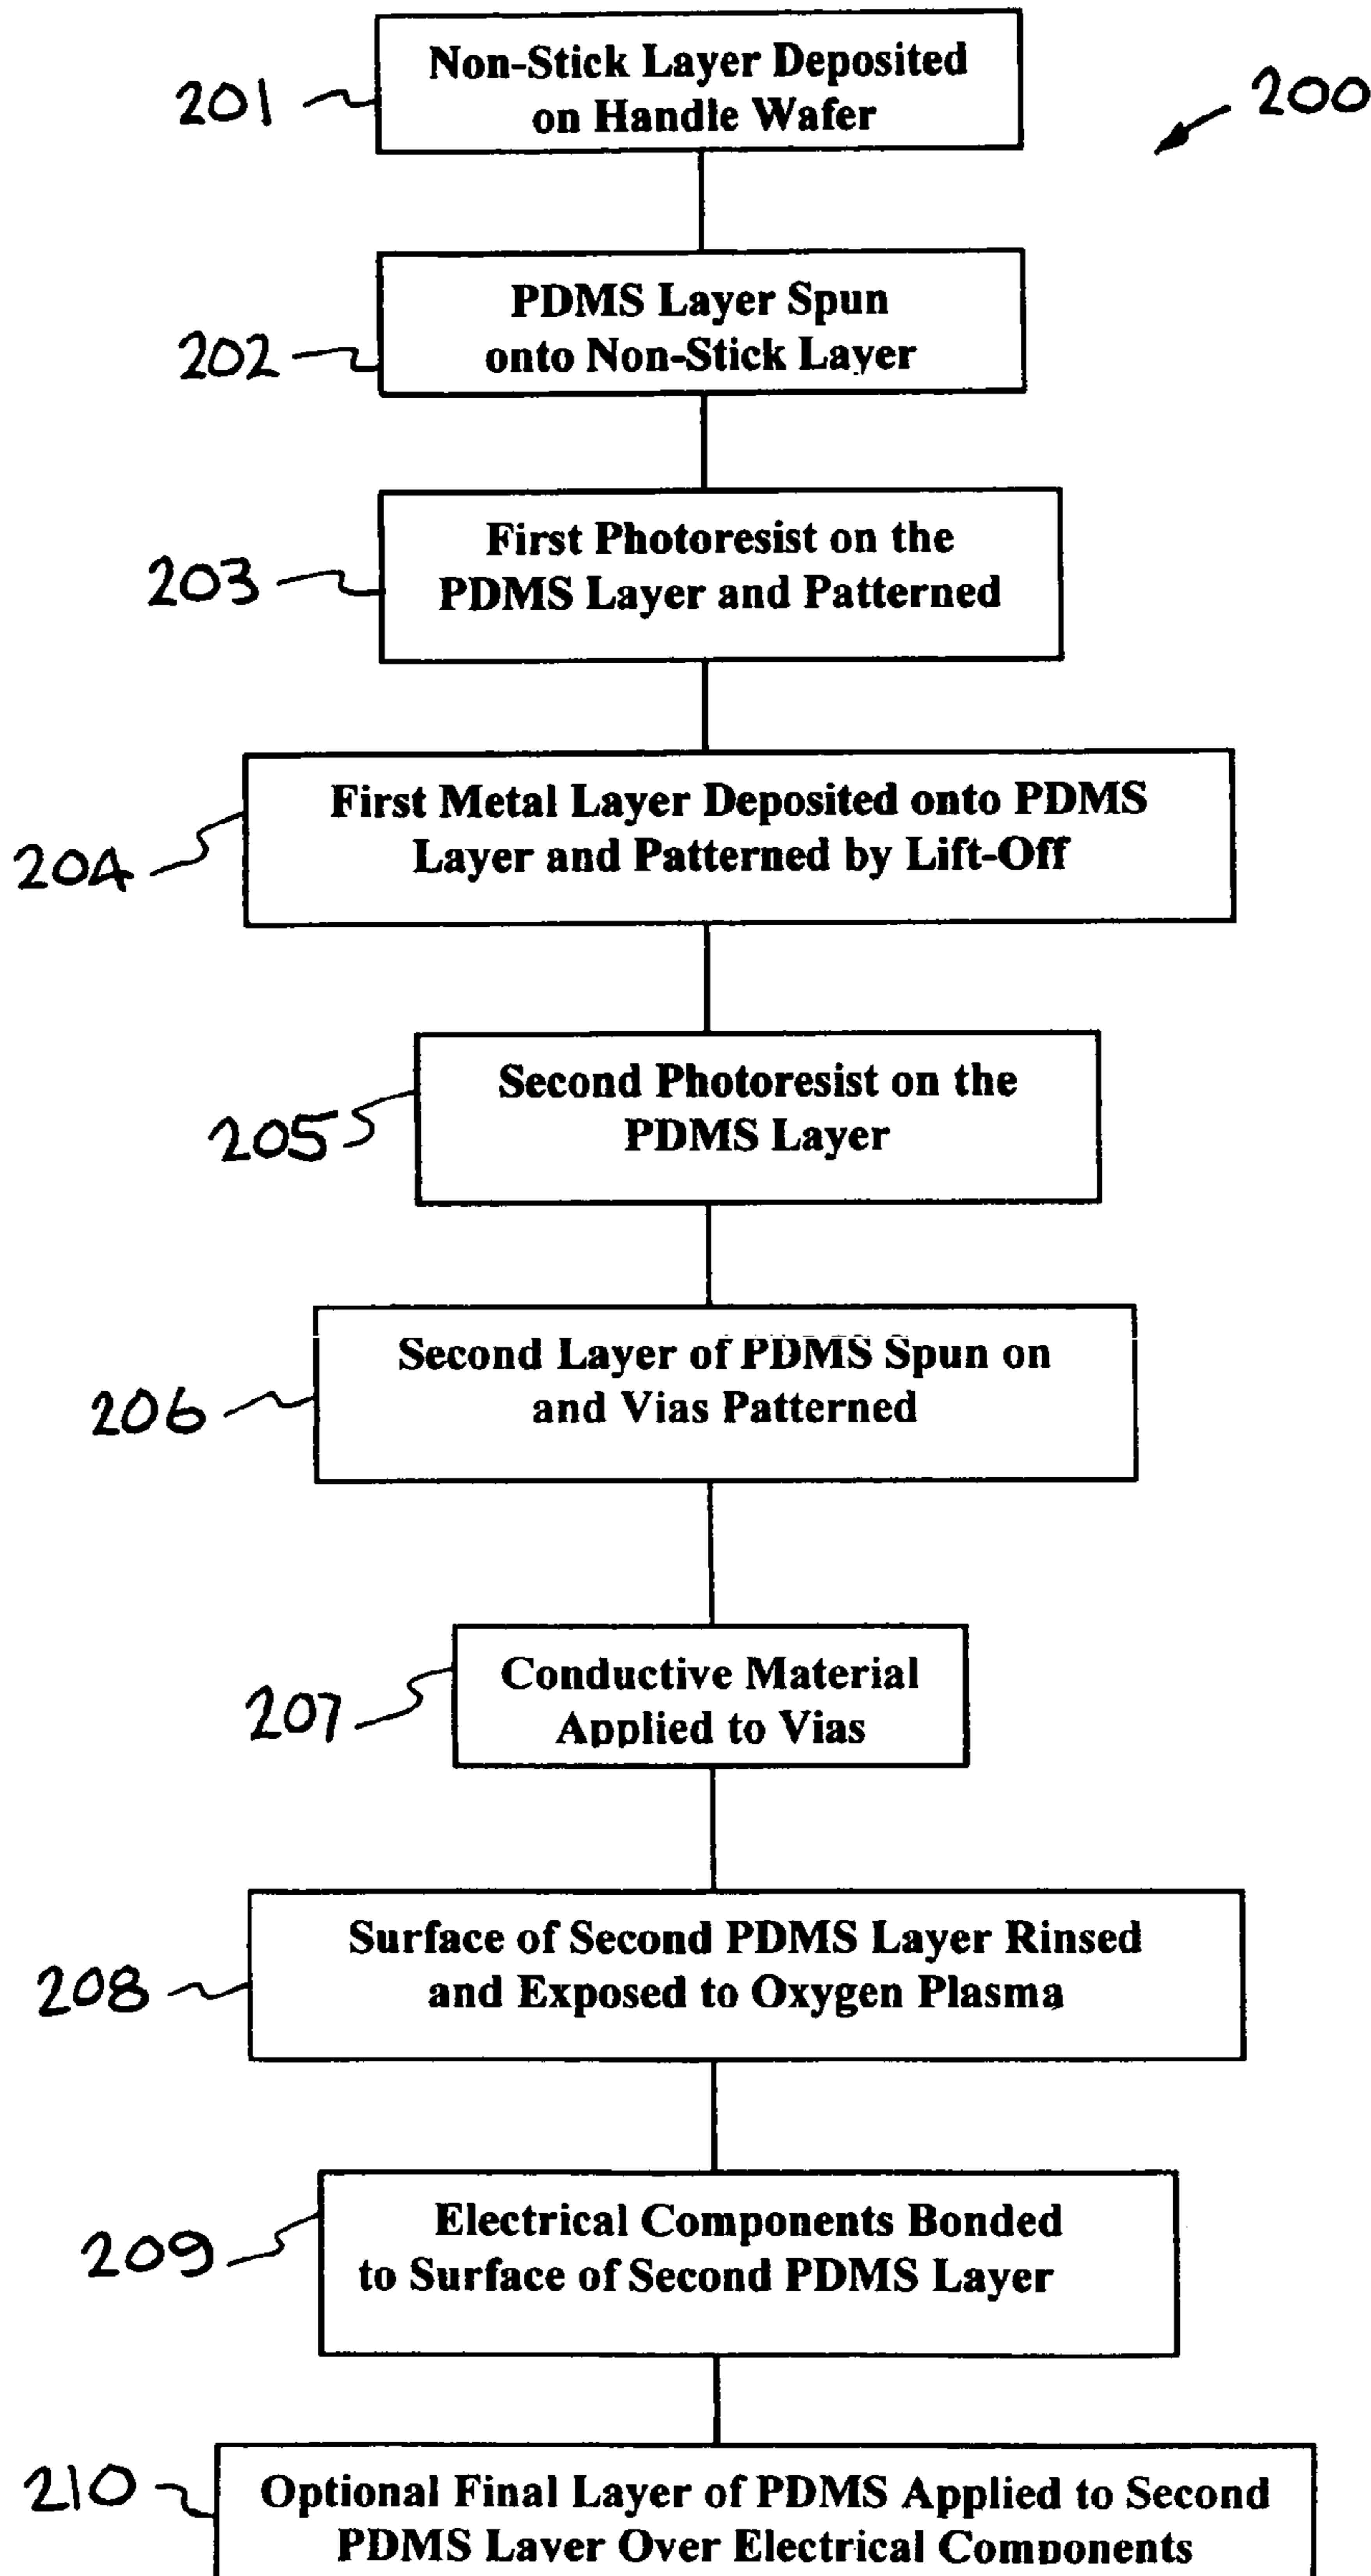 Non-Stick Layer Deposited
on Handle Wafer
201
200
PDMS Layer Spun
onto Non-Stick Layer
202
First Photoresist on the
PDMS Layer and Patterned
203
First Metal Layer Deposited onto PDMS
Layer and Patterned by Lift-Off
204
Second Photoresist on the
PDMS Layer
205
Second Layer of PDMS Spun on
and Vias Patterned
206
Conductive Material
Applied to Vias
207
Surface of Second PDMS Layer Rinsed
and Exposed to Oxygen Plasma
208
Electrical Components Bonded
to Surface of Second PDMS Layer
209
210
Optional Final Layer of PDMS Applied to Second
PDMS Layer Over Electrical Components